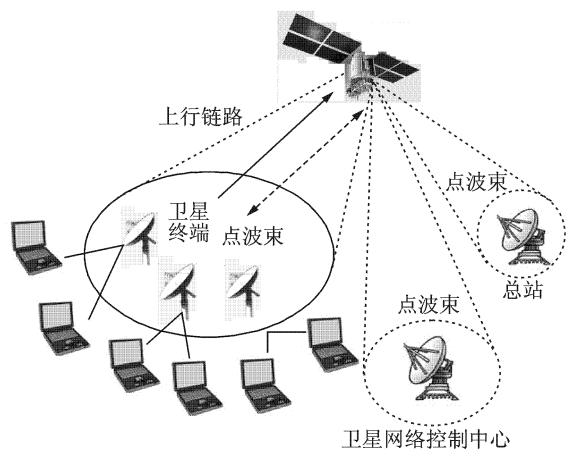 上行链路
卫星
终端
点波束
点波束
总站
点波束
卫星网络控制中心